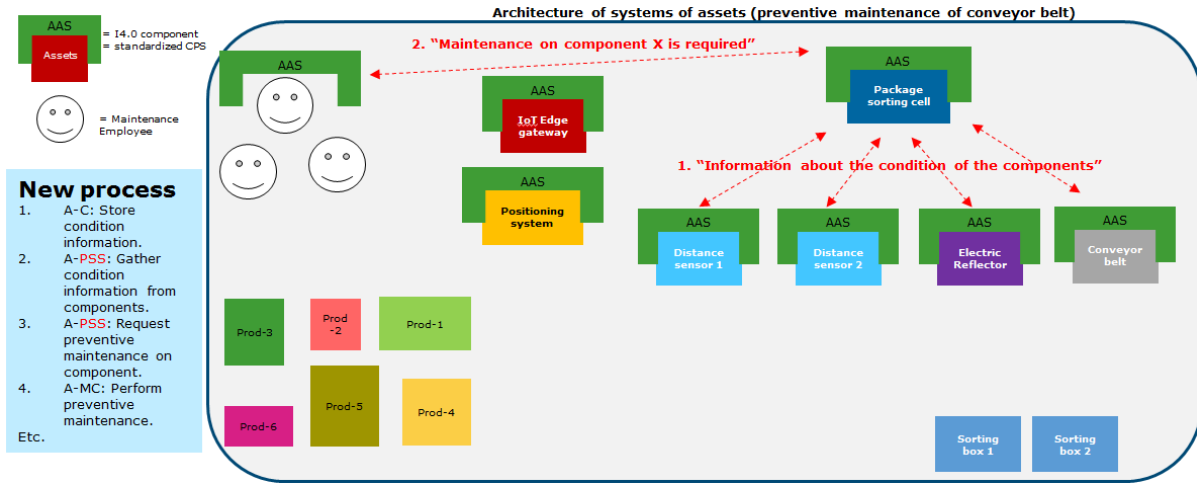 Architecture of systems of assets (preventive maintenance of conveyor belt)
AAS
Assets
= I4.0 component
= standardized CPS
= Maintenance
Employee
New process
1. A-C: Store
condition
information.
2. A-PSS: Gather
condition
information from
components.
3. A-PSS: Request
preventive
maintenance on
component.
4. A-MC: Perform
preventive
maintenance.
Etc.
2. “Maintenance on component X is required”
AAS
AAS
IoT Edge
gateway
AAS
Positioning
system
AAS
Package
sorting cell
1. “Information about the condition of the components”
AAS
Distance
sensor 1
AAS
Distance
sensor 2
AAS
Electric
Reflector
AAS
Conveyor
belt
Prod-3
Prod
-2
Prod-1
Prod-6
Prod-5
Prod-4
Sorting
box 1
Sorting
box 2